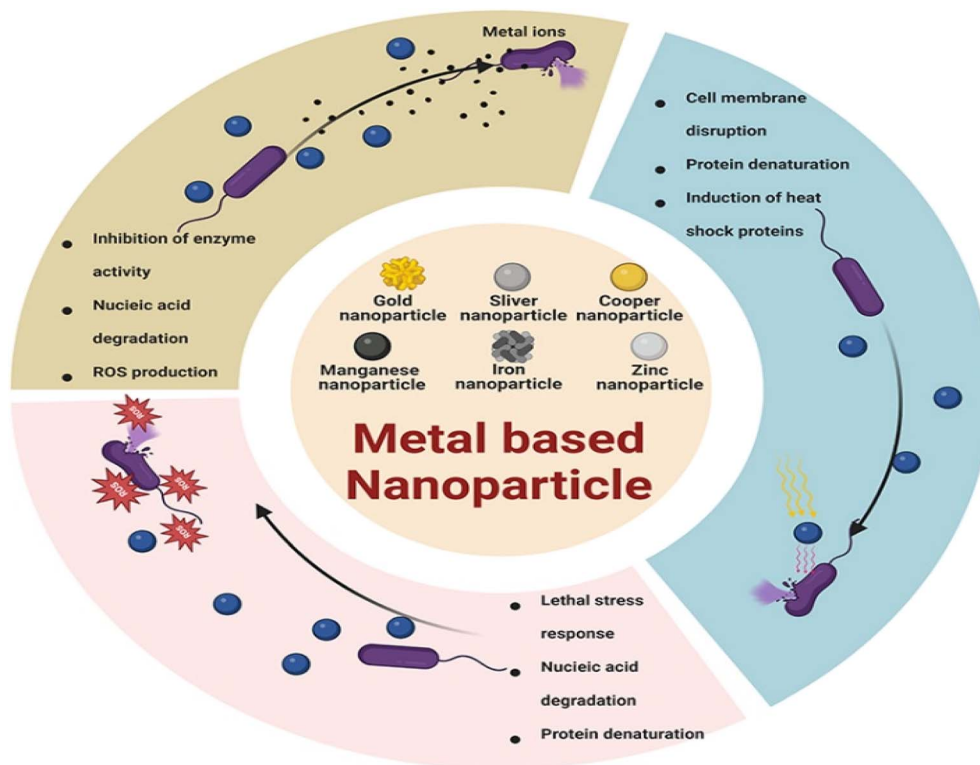 Metal ions
Inhibition of enzyme
activity
Nucieic acid
degradation
ROS production
Cell membrane
disruption
Protein denaturation
Induction of heat
shock proteins
Gold
nanoparticle
Sliver
nanoparticle
Cooper
nanoparticle
Manganese
nanoparticle
Iron
nanoparticle
Zinc
nanoparticle
Metal based
Nanoparticle
ROS
ROS
ROS
ROS
Lethal stress
response
Nucieic acid
degradation
Protein denaturation